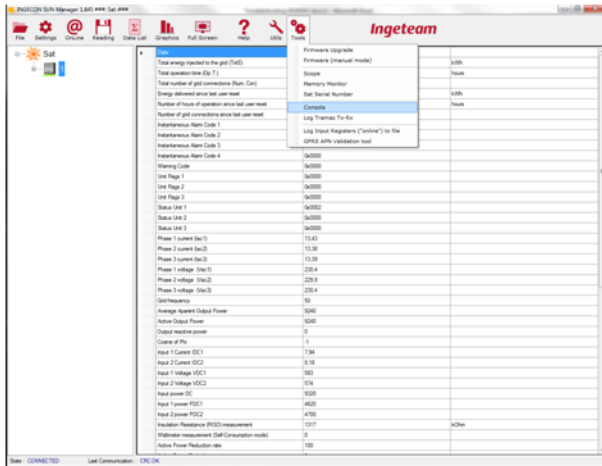 INGECON SUN Manager 3.845 ### Sat ###
File Settings OnLine Reading Data List Graphics Full Screen Help Utils Tools
Ingeteam
Sat
1
Firmware Upgrade
Firmware (manual mode)
Scope
Memory Monitor
Set Serial Number
Console
Log Tramas Tx-Rx
Log Input Registers ("online") to file
GPRS APN Validation tool
Date
Total energy injected to the grid (TotE) kWh
Total operation time (Op.T.) hours
Total number of grid connections (Num. Con)
Energy delivered since last user reset kWh
Number of hours of operation since last user reset hours
Number of grid connections since last user reset
Instantaneous Alarm Code 1
Instantaneous Alarm Code 2
Instantaneous Alarm Code 3
Instantaneous Alarm Code 4 0x0000
Warning Code 0x0000
Unit Flags 1 0x0000
Unit Flags 2 0x0000
Unit Flags 3 0x0000
Status Unit 1 0x0002
Status Unit 2 0x0000
Status Unit 3 0x0000
Phase 1 current (Iac1) 13,43
Phase 2 current (Iac2) 13,38
Phase 3 current (Iac3) 13,39
Phase 1 voltage (Vac1) 230,4
Phase 2 voltage (Vac2) 229,9
Phase 3 voltage (Vac3) 230,4
Grid frequency 50
Average Aparent Output Power 9240
Active Output Power 9240
Output reactive power 0
Cosine of Phi -1
Input 1 Current IDC1 7,94
Input 2 Current IDC2 8,18
Input 1 Voltage VDC1 583
Input 2 Voltage VDC2 574
Input power DC 9320
Input 1 power PDC1 4620
Input 2 power PDC2 4700
Insulation Resistance (RISO) measurement 1317 kOhm
Wattmeter measurement (Self-Consumption mode) 0
Active Power Reduction rate 100
State : CONNECTED Last Communication : CRC OK